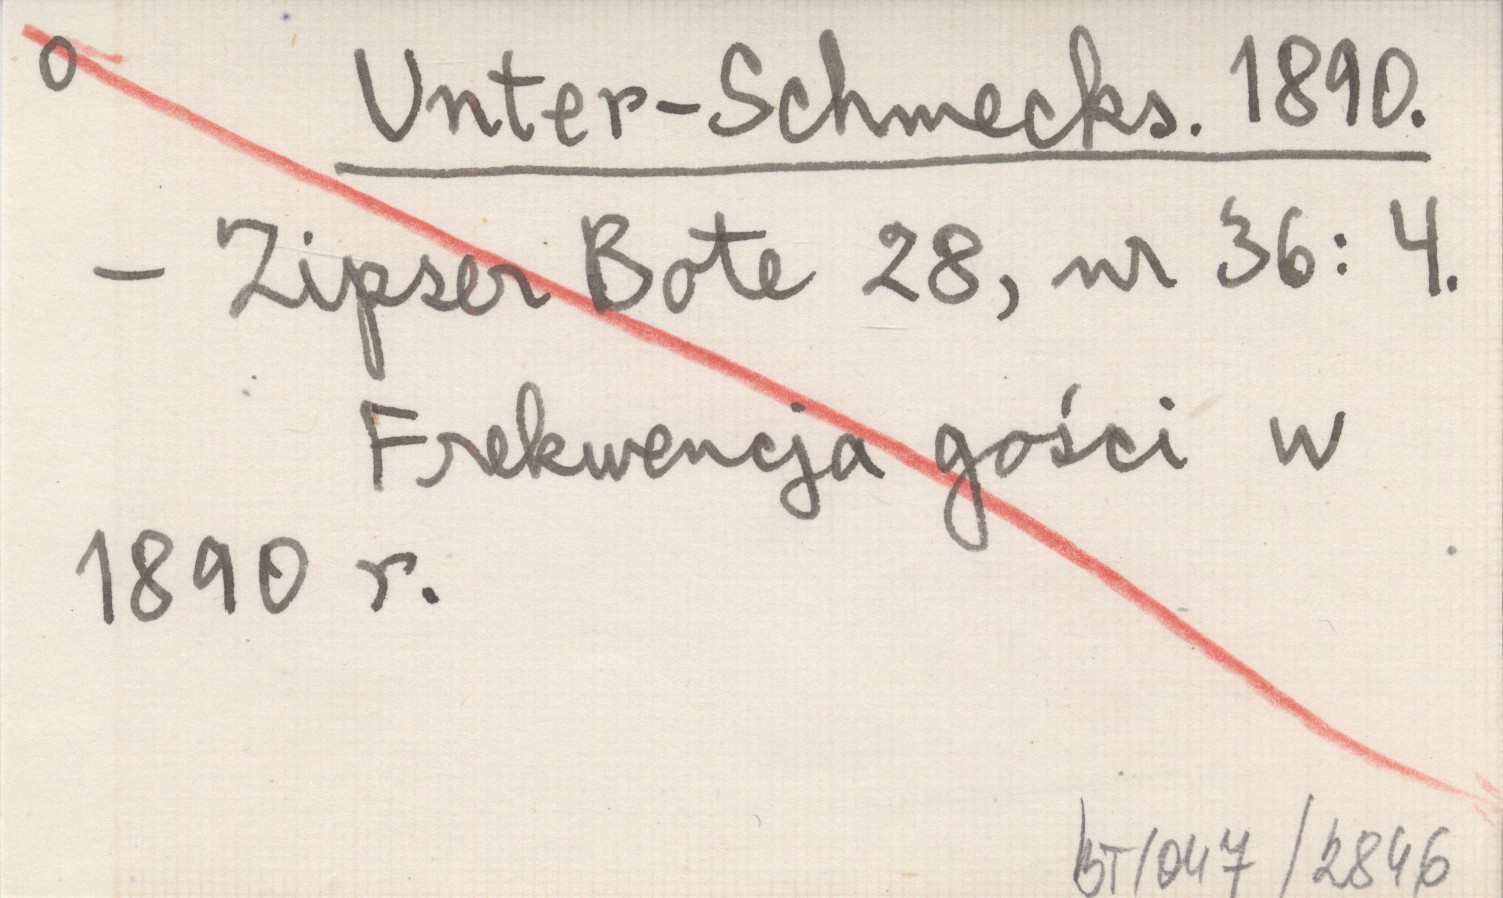 o Unter-Schmecks. 1890.
– Zipser Bote 28, nr 36: 4.
Frekwencja gości w
1890 r.
BT/047/2846